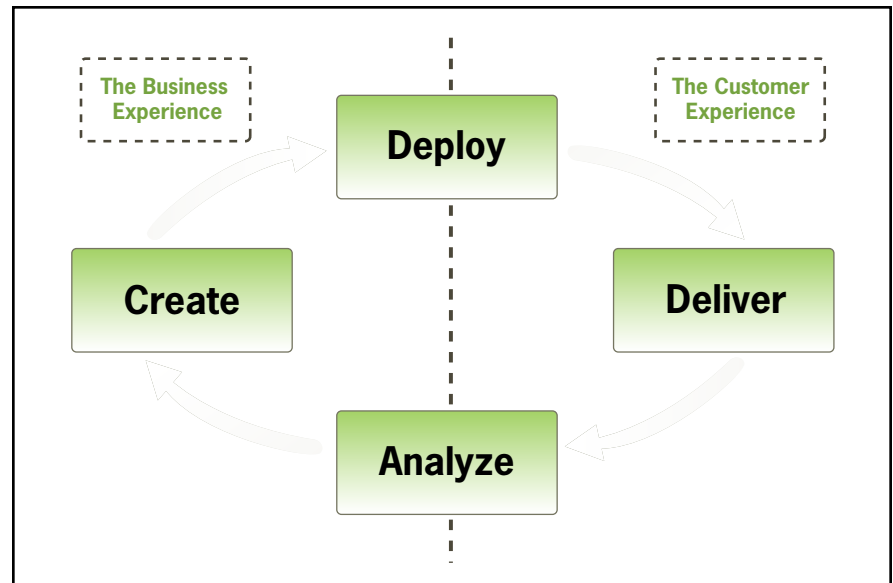 The Business
Experience
The Customer
Experience
Deploy
Create
Deliver
Analyze